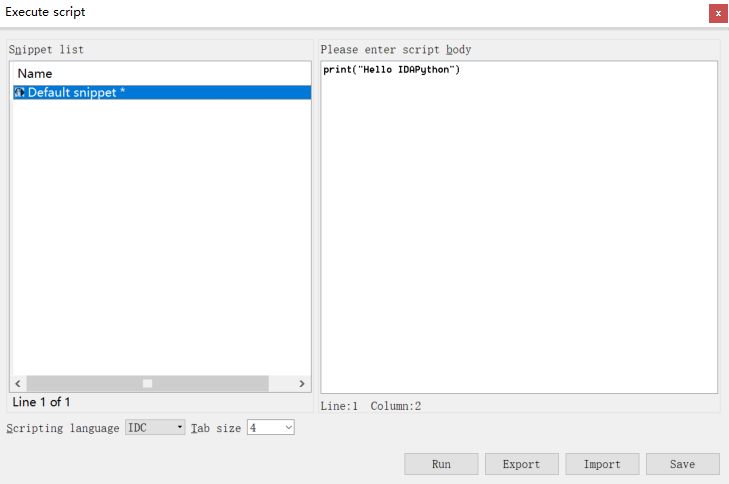 Execute script
Snippet list
Please enter script body
Name
print("Hello IDAPython")
Default snippet *
Line 1 of 1
Line:1 Column:2
Scripting language IDC Tab size 4
Run Export Import Save